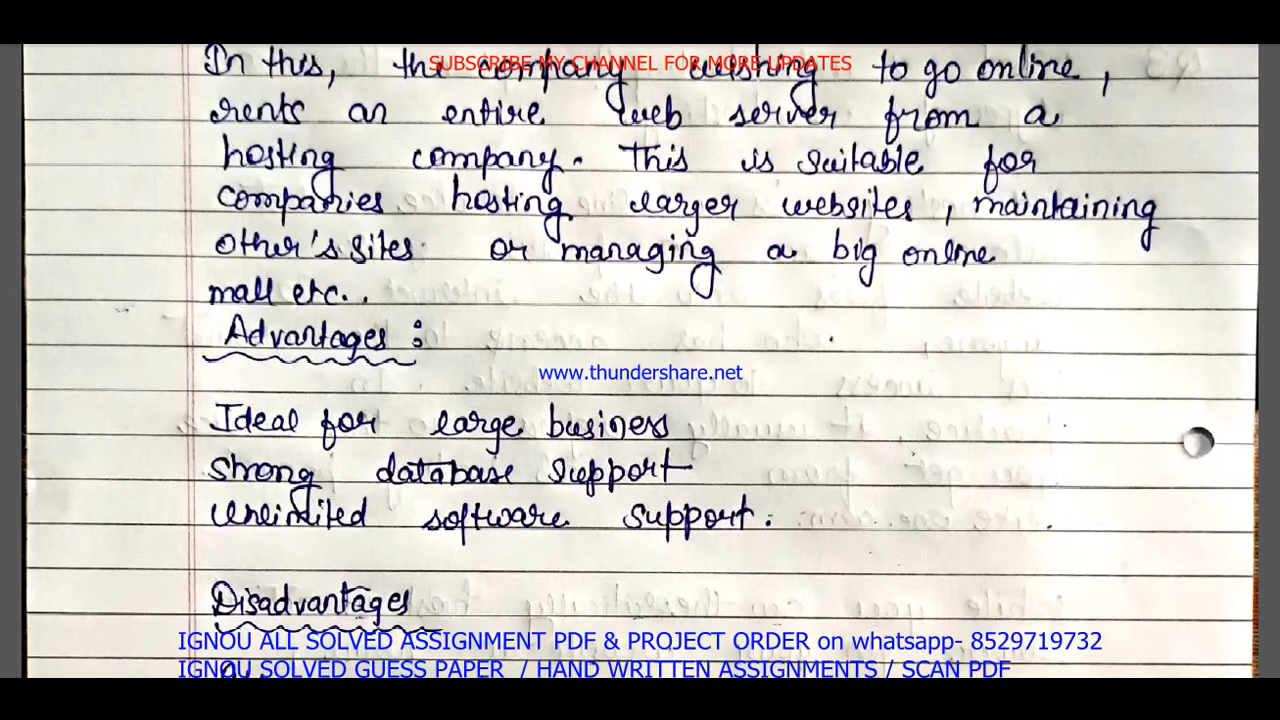 In this, the company wishing to go online,
SUBSCRIBE MY CHANNEL FOR MORE UPDATES
rents an entire web server from a
hosting company. This is suitable for
companies hosting larger websites, maintaining
other's sites or managing a big online
mall etc..
Advantages :
www.thundershare.net
Ideal for large business
strong database support
unlimited software support.
Disadvantages
IGNOU ALL SOLVED ASSIGNMENT PDF & PROJECT ORDER on whatsapp- 8529719732
IGNOU SOLVED GUESS PAPER / HAND WRITTEN ASSIGNMENTS / SCAN PDF